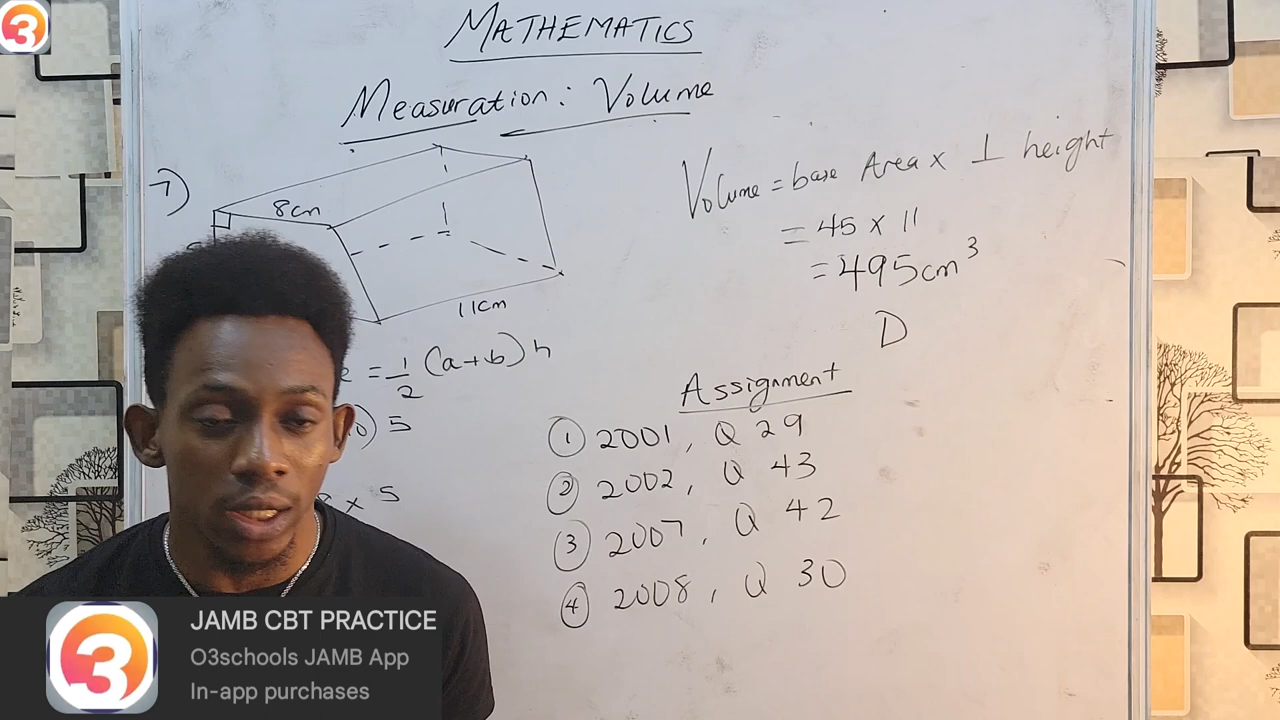 3
MATHEMATICS
Measuration: Volume
7)
8cm
11cm
= 1/2 (a+b) h
) 5
x 5
Volume = base Area x ⊥ height
= 45 x 11
= 495cm³
D
Assignment
① 2001, Q 29
② 2002, Q 43
③ 2007, Q 42
④ 2008, Q 30
3
JAMB CBT PRACTICE
O3schools JAMB App
In-app purchases